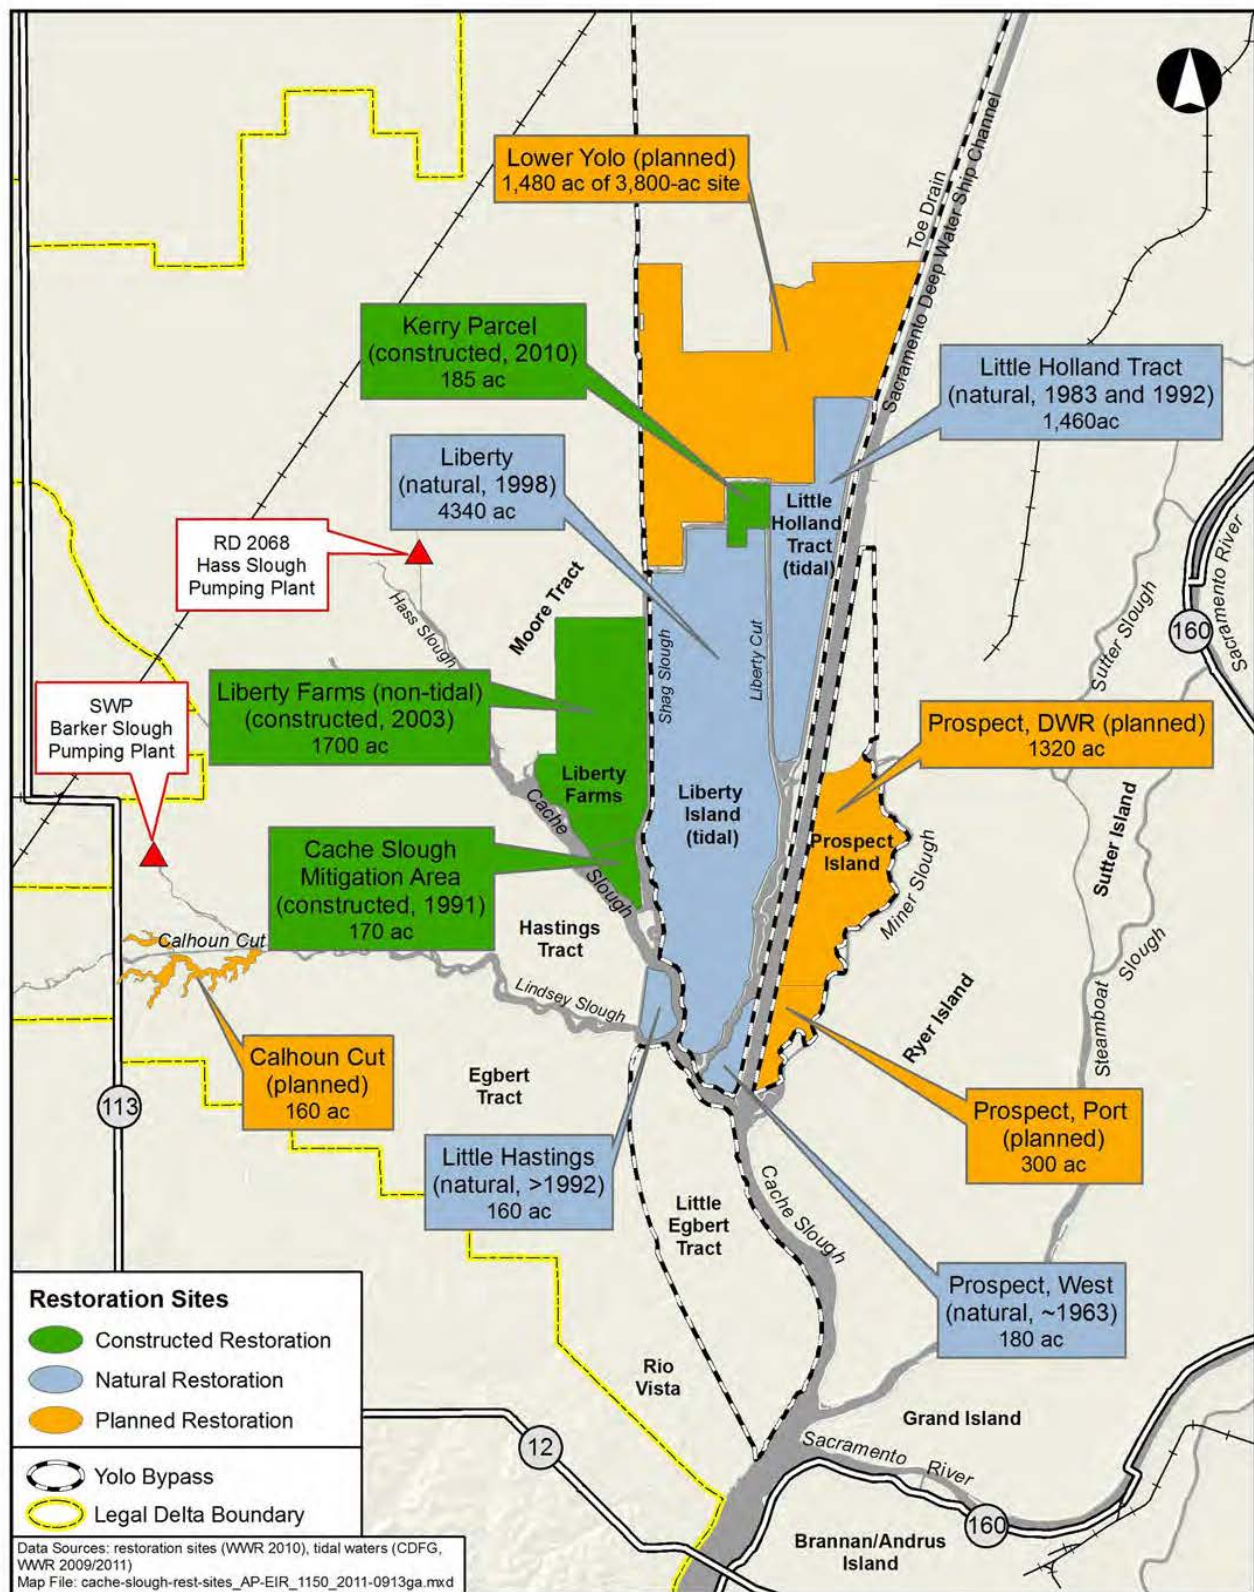 Lower Yolo (planned)
1,480 ac of 3,800-ac site
Toe Drain
Sacramento Deep Water Ship Channel
Kerry Parcel
(constructed, 2010)
185 ac
Little Holland Tract
(natural, 1983 and 1992)
1,460ac
Liberty
(natural, 1998)
4340 ac
Little
Holland
Tract
(tidal)
RD 2068
Hass Slough
Pumping Plant
Moore Tract
Hass Slough
Shag Slough
Liberty Cut
Sutter Slough
160
Sacramento River
Liberty Farms (non-tidal)
(constructed, 2003)
1700 ac
SWP
Barker Slough
Pumping Plant
Prospect, DWR (planned)
1320 ac
Liberty
Farms
Liberty
Island
(tidal)
Cache Slough
Prospect
Island
Sutter Island
Miner Slough
Cache Slough
Mitigation Area
(constructed, 1991)
170 ac
Hastings
Tract
Calhoun Cut
Lindsey Slough
Steamboat Slough
Ryer Island
Calhoun Cut
(planned)
160 ac
Egbert
Tract
113
Prospect, Port
(planned)
300 ac
Little Hastings
(natural, >1992)
160 ac
Little
Egbert
Tract
Cache Slough
Prospect, West
(natural, ~1963)
180 ac
Restoration Sites
Constructed Restoration
Natural Restoration
Planned Restoration
Yolo Bypass
Legal Delta Boundary
Rio
Vista
Grand Island
12
Sacramento River
160
Brannan/Andrus
Island
Data Sources: restoration sites (WWR 2010), tidal waters (CDFG,
WWR 2009/2011)
Map File: cache-slough-rest-sites_AP-EIR_1150_2011-0913ga.mxd